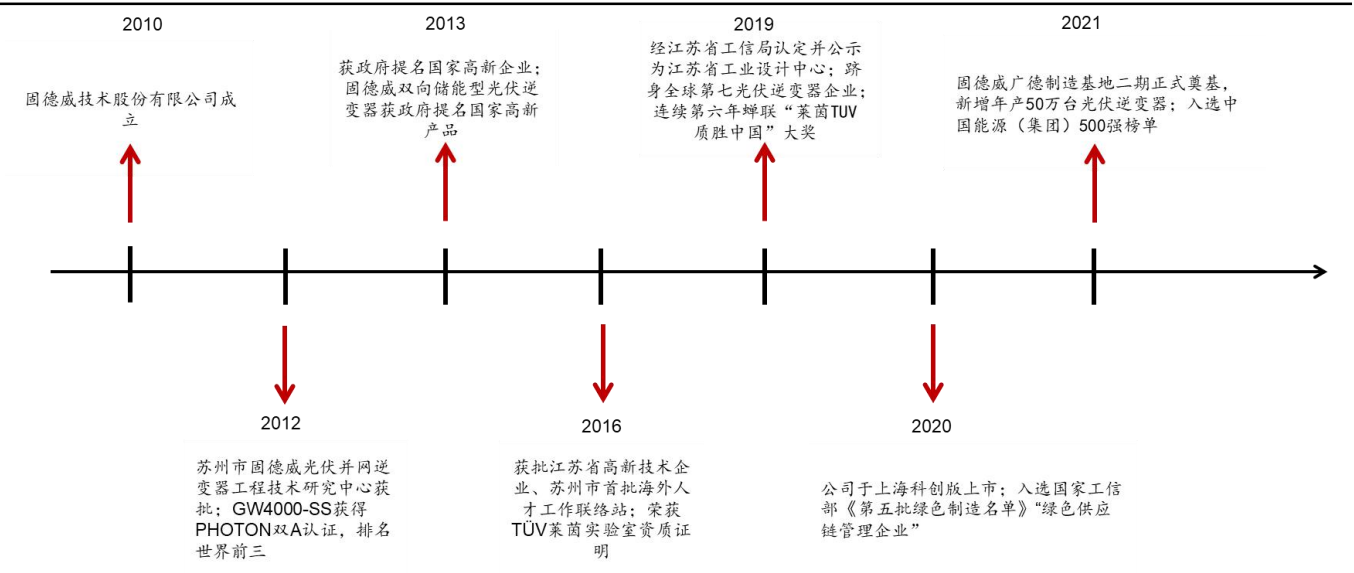 2010
固德威技术股份有限公司成
立
2013
获政府提名国家高新企业；
固德威双向储能型光伏逆
变器获政府提名国家高新
产品
2019
经江苏省工信局认定并公示
为江苏省工业设计中心；跻
身全球第七光伏逆变器企业；
连续第六年蝉联“莱茵TUV
质胜中国”大奖
2021
固德威广德制造基地二期正式奠基，
新增年产50万台光伏逆变器；入选中
国能源（集团）500强榜单
2012
苏州市固德威光伏并网逆
变器工程技术研究中心获
批；GW4000-SS获得
PHOTON双A认证，排名
世界前三
2016
获批江苏省高新技术企
业、苏州市首批海外人
才工作联络站；荣获
TÜV莱茵实验室资质证
明
2020
公司于上海科创版上市；入选国家工信
部《第五批绿色制造名单》“绿色供应
链管理企业”